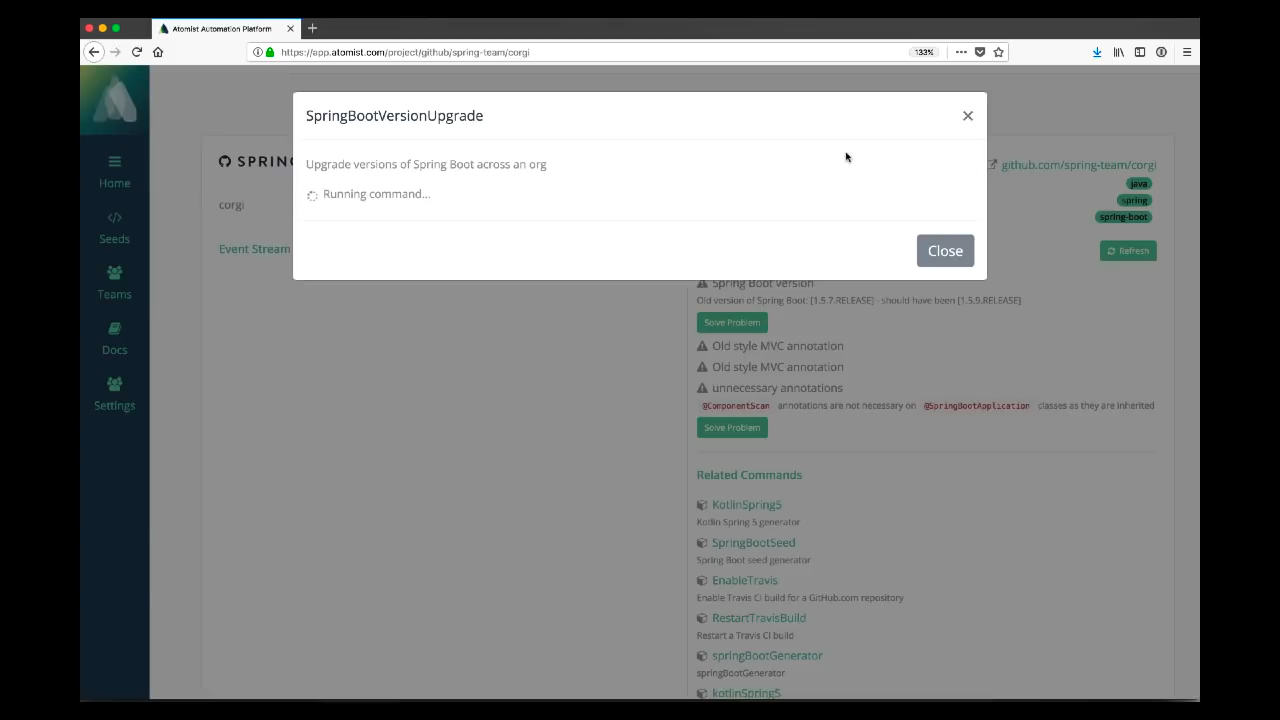 Atomist Automation Platform
https://app.atomist.com/project/github/spring-team/corgi
133%
SpringBootVersionUpgrade
Upgrade versions of Spring Boot across an org
Running command...
Close
Home
Seeds
Teams
Docs
Settings
SPRING
corgi
Event Stream
github.com/spring-team/corgi
java
spring
spring-boot
Refresh
Spring Boot version
Old version of Spring Boot: [1.5.7.RELEASE] - should have been [1.5.9.RELEASE]
Solve Problem
Old style MVC annotation
Old style MVC annotation
unnecessary annotations
@ComponentScan annotations are not necessary on @SpringBootApplication classes as they are inherited
Solve Problem
Related Commands
KotlinSpring5
Kotlin Spring 5 generator
SpringBootSeed
Spring Boot seed generator
EnableTravis
Enable Travis CI build for a GitHub.com repository
RestartTravisBuild
Restart a Travis CI build
springBootGenerator
springBootGenerator
kotlinSpring5